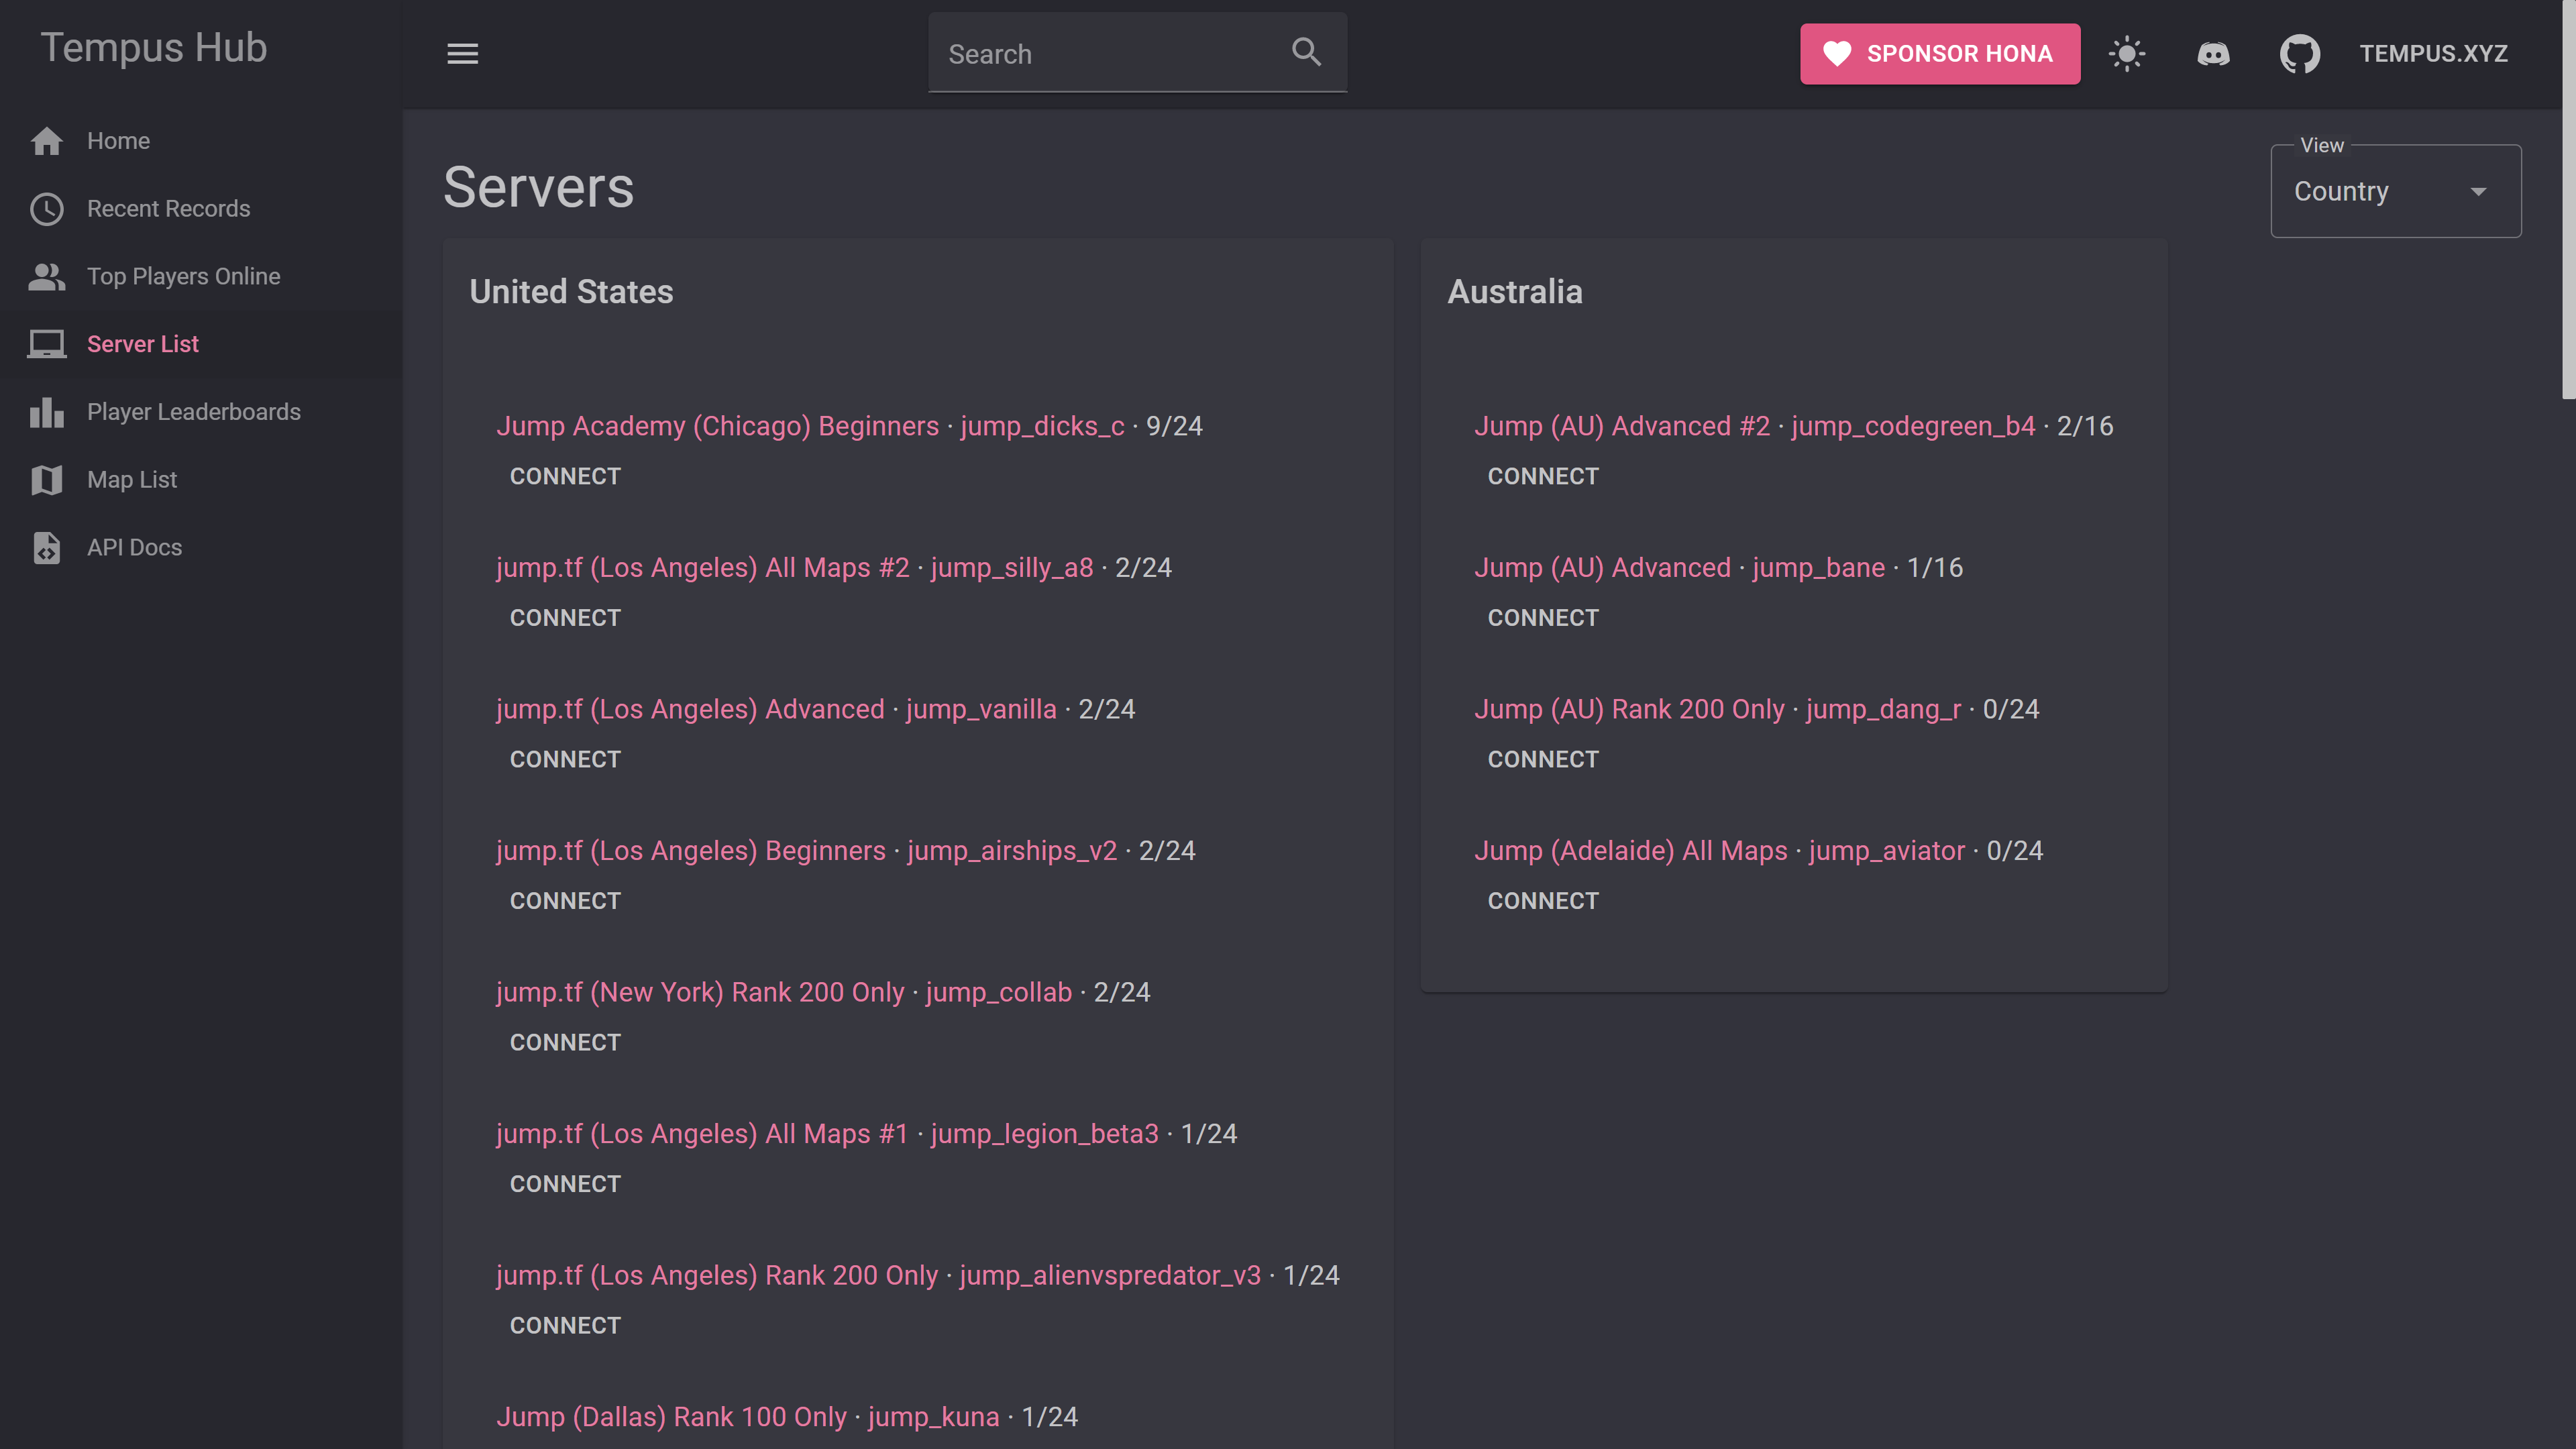 Tempus Hub
Home
Recent Records
Top Players Online
Server List
Player Leaderboards
Map List
API Docs
Search
SPONSOR HONA
TEMPUS.XYZ
Servers
View
Country
United States
Jump Academy (Chicago) Beginners · jump_dicks_c · 9/24
CONNECT
jump.tf (Los Angeles) All Maps #2 · jump_silly_a8 · 2/24
CONNECT
jump.tf (Los Angeles) Advanced · jump_vanilla · 2/24
CONNECT
jump.tf (Los Angeles) Beginners · jump_airships_v2 · 2/24
CONNECT
jump.tf (New York) Rank 200 Only · jump_collab · 2/24
CONNECT
jump.tf (Los Angeles) All Maps #1 · jump_legion_beta3 · 1/24
CONNECT
jump.tf (Los Angeles) Rank 200 Only · jump_alienvspredator_v3 · 1/24
CONNECT
Jump (Dallas) Rank 100 Only · jump_kuna · 1/24
Australia
Jump (AU) Advanced #2 · jump_codegreen_b4 · 2/16
CONNECT
Jump (AU) Advanced · jump_bane · 1/16
CONNECT
Jump (AU) Rank 200 Only · jump_dang_r · 0/24
CONNECT
Jump (Adelaide) All Maps · jump_aviator · 0/24
CONNECT